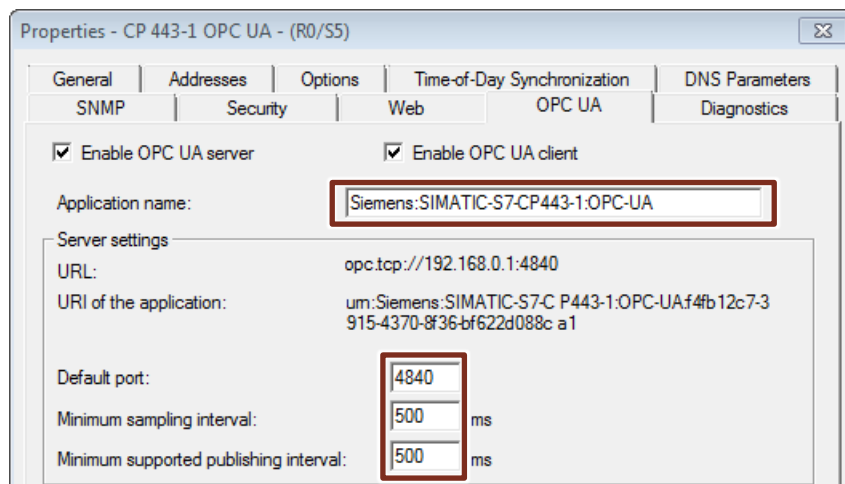 Properties - CP 443-1 OPC UA - (R0/S5)
General Addresses Options Time-of-Day Synchronization DNS Parameters
SNMP Security Web OPC UA Diagnostics
Enable OPC UA server Enable OPC UA client
Application name: Siemens:SIMATIC-S7-CP443-1:OPC-UA
Server settings
URL: opc.tcp://192.168.0.1:4840
URI of the application: urn:Siemens:SIMATIC-S7-C P443-1:OPC-UA:f4fb12c7-3
915-4370-8f36-bf622d088c a1
Default port: 4840
Minimum sampling interval: 500 ms
Minimum supported publishing interval: 500 ms